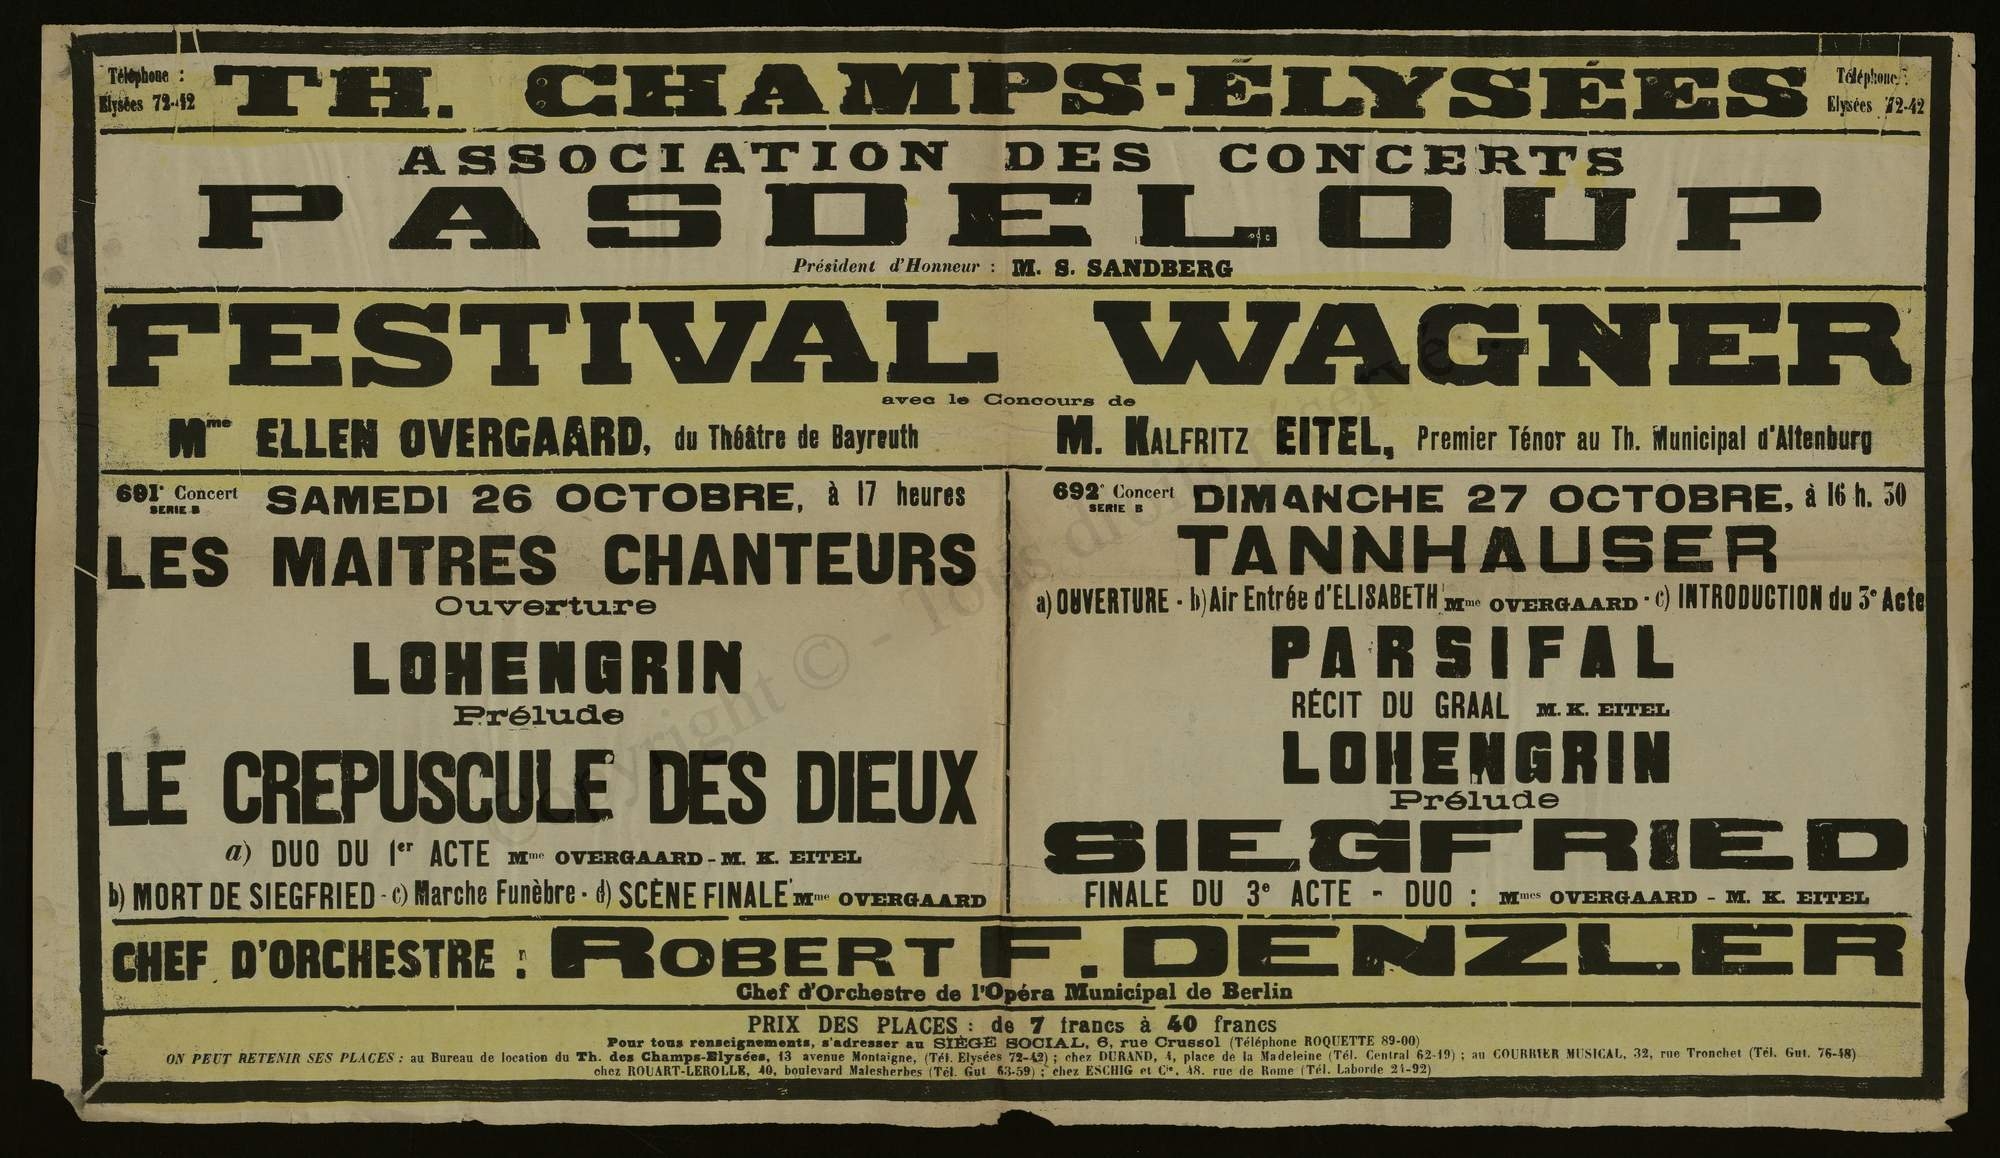 Téléphone :
Elysées 72-42
TH. CHAMPS-ÉLYSÉES
Téléphone :
Elysées 72-42
ASSOCIATION DES CONCERTS
PASDELOUP
Président d'Honneur : M. S. SANDBERG
FESTIVAL WAGNER
avec le Concours de
Mme ELLEN OVERGAARD, du Théâtre de Bayreuth
M. KALFRITZ EITEL, Premier Ténor au Th. Municipal d'Altenburg
691e Concert
SERIE B
SAMEDI 26 OCTOBRE, à 17 heures
LES MAITRES CHANTEURS
Ouverture
LOHENGRIN
Prélude
LE CREPUSCULE DES DIEUX
a) DUO DU 1er ACTE Mme OVERGAARD - M. K. EITEL
b) MORT DE SIEGFRIED - c) Marche Funèbre - d) SCÈNE FINALE Mme OVERGAARD
692e Concert
SERIE B
DIMANCHE 27 OCTOBRE, à 16 h. 30
TANNHAUSER
a) OUVERTURE - b) Air Entrée d'ELISABETH Mme OVERGAARD - c) INTRODUCTION du 3e Acte
PARSIFAL
RÉCIT DU GRAAL M. K. EITEL
LOHENGRIN
Prélude
SIEGFRIED
FINALE DU 3e ACTE - DUO : Mmes OVERGAARD - M. K. EITEL
CHEF D'ORCHESTRE : ROBERT F. DENZLER
Chef d'Orchestre de l'Opéra Municipal de Berlin
PRIX DES PLACES : de 7 francs à 40 francs
Pour tous renseignements, s'adresser au SIÈGE SOCIAL, 6, rue Crussol (Téléphone ROQUETTE 89-00)
ON PEUT RETENIR SES PLACES : au Bureau de location du Th. des Champs-Elysées, 13 avenue Montaigne, (Tél. Elysées 72-42) ; chez DURAND, 4, place de la Madeleine (Tél. Central 62-19) ; au COURRIER MUSICAL, 32, rue Tronchet (Tél. Gut. 76-48)
chez ROUART-LEROLLE, 40, boulevard Malesherbes (Tél. Gut 63-59) ; chez ESCHIG et Cie, 48. rue de Rome (Tél. Laborde 24-92)
Copyright © - Tous droits réservés.